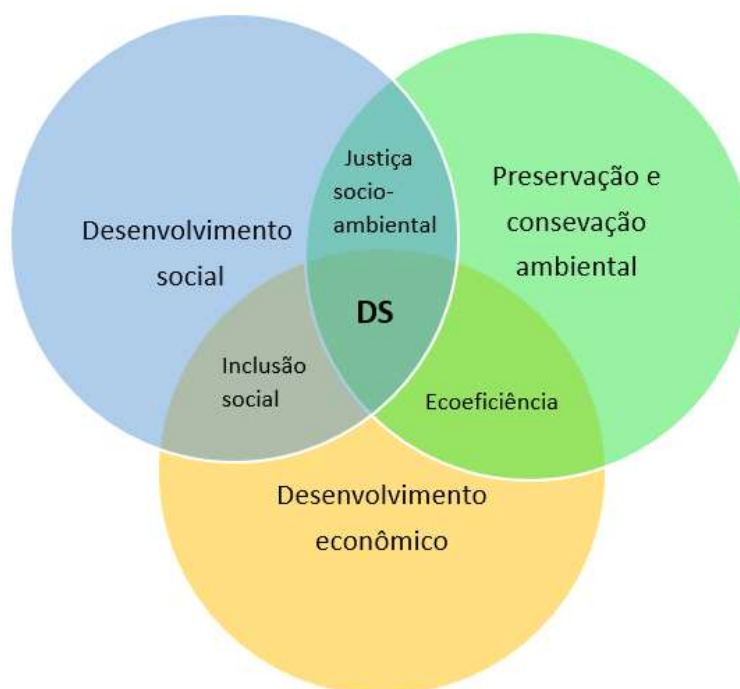 Justiça
socio-
ambiental
Preservação e
consevação
ambiental
Desenvolvimento
social
DS
Inclusão
social
Ecoeficiência
Desenvolvimento
econômico